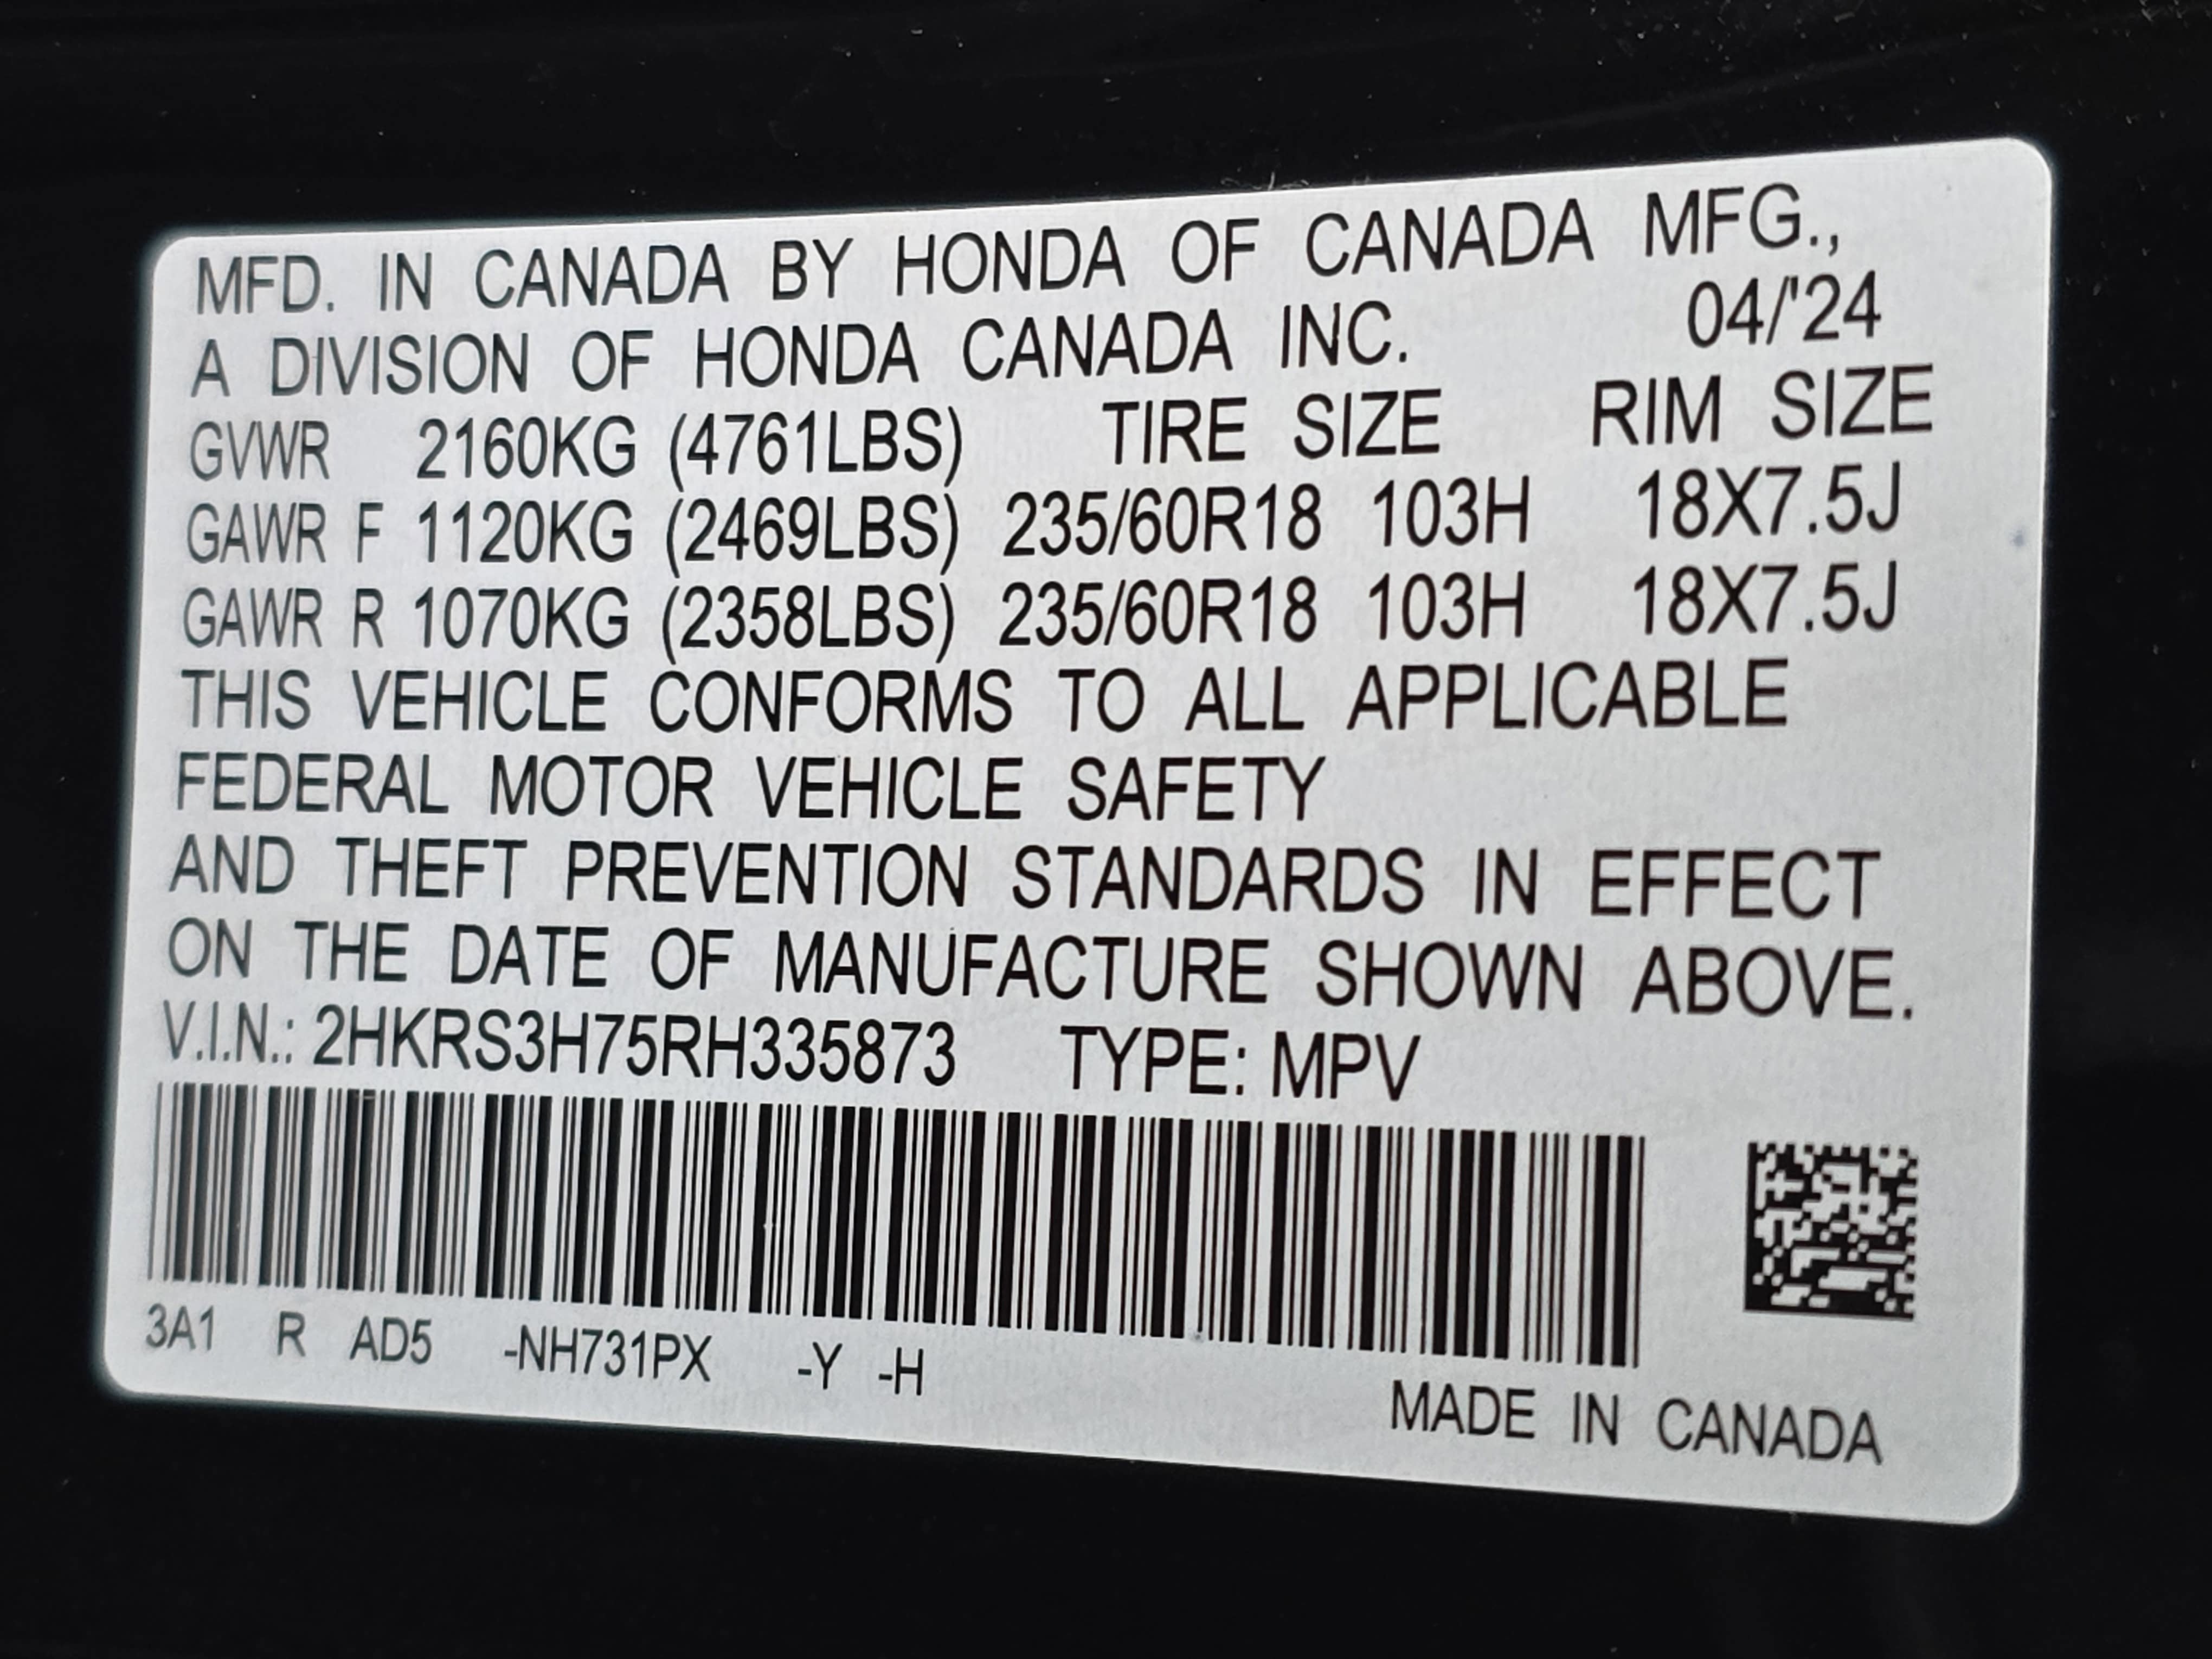 MFD. IN CANADA BY HONDA OF CANADA MFG.,
A DIVISION OF HONDA CANADA INC. 04/'24
GVWR 2160KG (4761LBS) TIRE SIZE RIM SIZE
GAWR F 1120KG (2469LBS) 235/60R18 103H 18X7.5J
GAWR R 1070KG (2358LBS) 235/60R18 103H 18X7.5J
THIS VEHICLE CONFORMS TO ALL APPLICABLE
FEDERAL MOTOR VEHICLE SAFETY
AND THEFT PREVENTION STANDARDS IN EFFECT
ON THE DATE OF MANUFACTURE SHOWN ABOVE.
V.I.N.: 2HKRS3H75RH335873 TYPE: MPV
3A1 R AD5 -NH731PX -Y -H
MADE IN CANADA